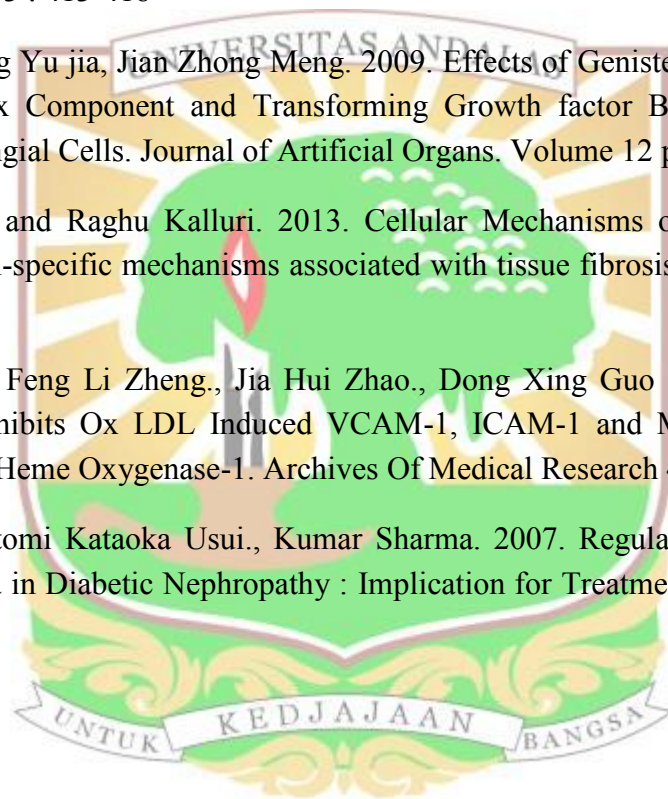 413-416
UNIVERSITAS ANDALAS
g Yu jia, Jian Zhong Meng. 2009. Effects of Geniste
x Component and Transforming Growth factor B
ngial Cells. Journal of Artificial Organs. Volume 12 p
and Raghu Kalluri. 2013. Cellular Mechanisms o
-specific mechanisms associated with tissue fibrosis
Feng Li Zheng., Jia Hui Zhao., Dong Xing Guo
hibits Ox LDL Induced VCAM-1, ICAM-1 and M
Heme Oxygenase-1. Archives Of Medical Research
tomi Kataoka Usui., Kumar Sharma. 2007. Regula
in Diabetic Nephropathy : Implication for Treatme
UNTUK KEDJAJAAN BANGSA